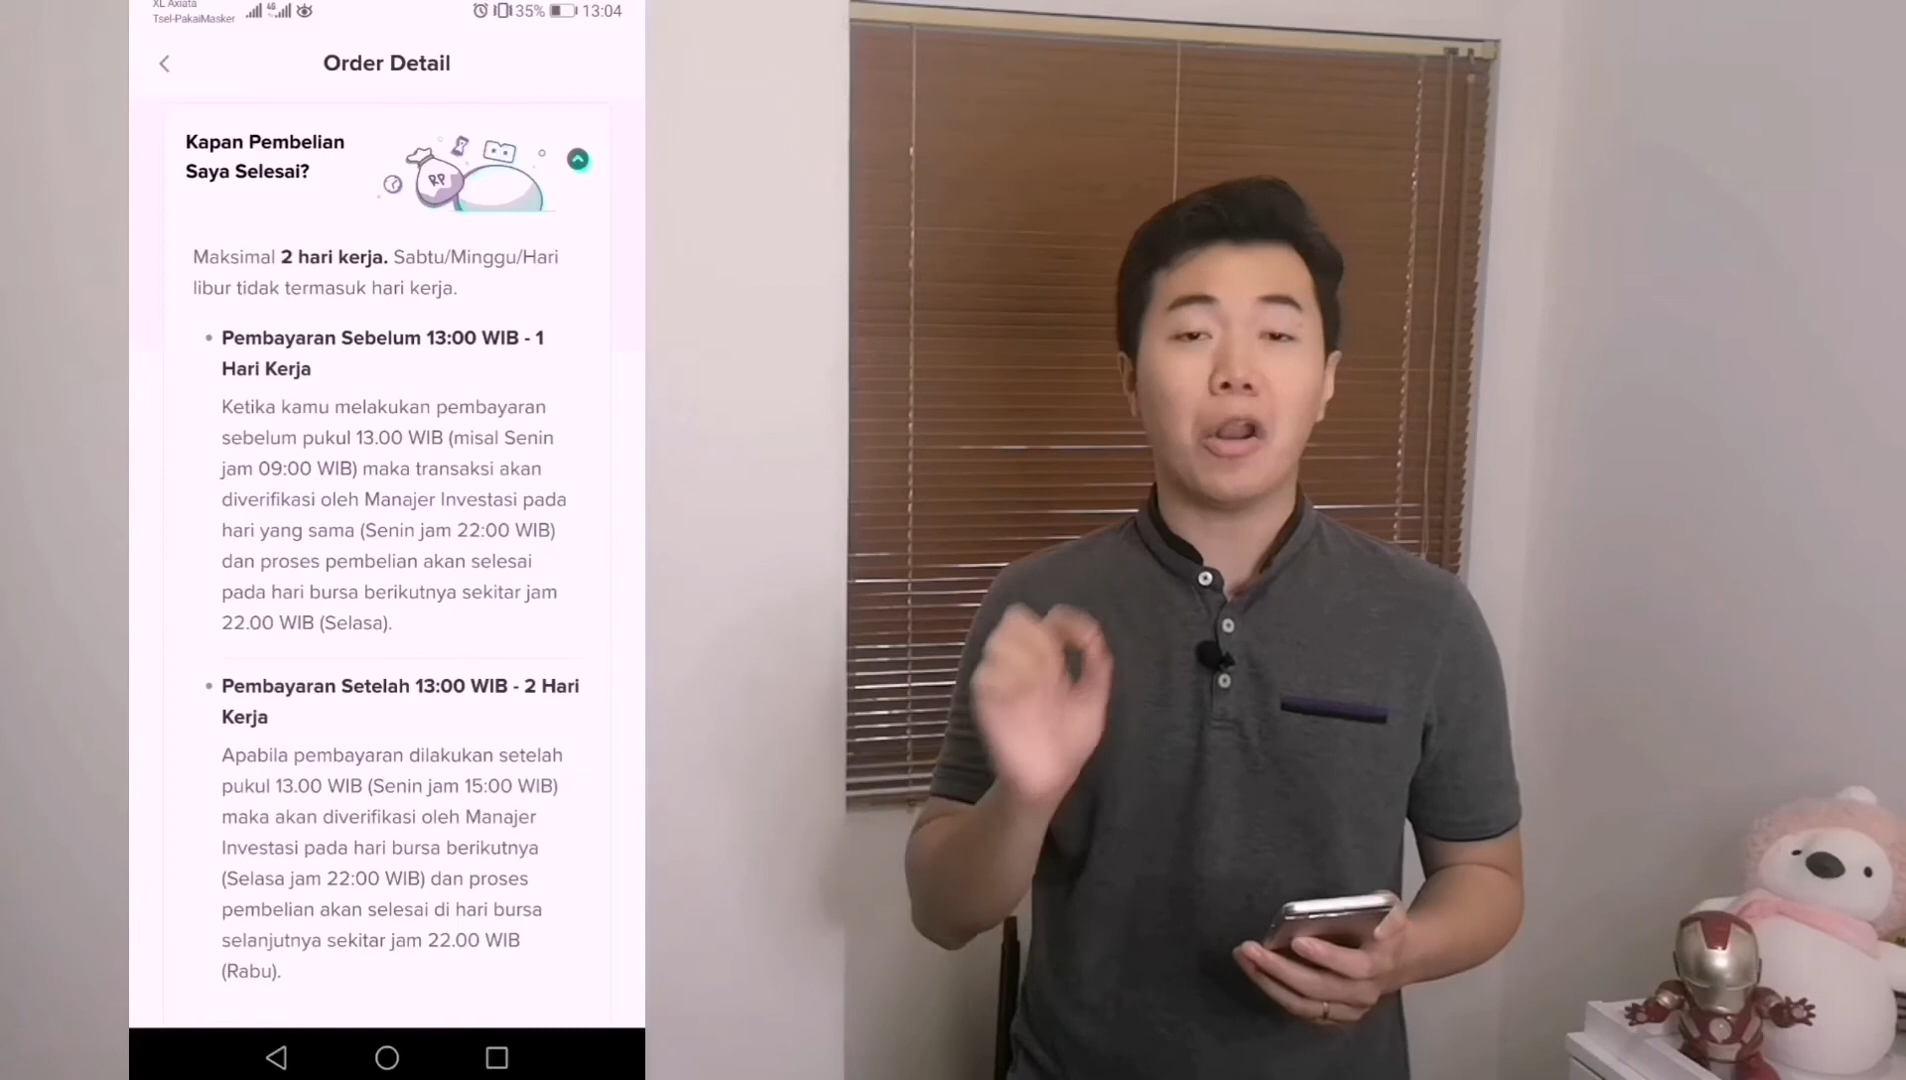 XL Axiata
Tsel-PakaiMasker
4G
35%
13:04
Order Detail
Kapan Pembelian
Saya Selesai?
RP
Maksimal 2 hari kerja. Sabtu/Minggu/Hari
libur tidak termasuk hari kerja.
• Pembayaran Sebelum 13:00 WIB - 1
Hari Kerja
Ketika kamu melakukan pembayaran
sebelum pukul 13.00 WIB (misal Senin
jam 09:00 WIB) maka transaksi akan
diverifikasi oleh Manajer Investasi pada
hari yang sama (Senin jam 22:00 WIB)
dan proses pembelian akan selesai
pada hari bursa berikutnya sekitar jam
22.00 WIB (Selasa).
• Pembayaran Setelah 13:00 WIB - 2 Hari
Kerja
Apabila pembayaran dilakukan setelah
pukul 13.00 WIB (Senin jam 15:00 WIB)
maka akan diverifikasi oleh Manajer
Investasi pada hari bursa berikutnya
(Selasa jam 22:00 WIB) dan proses
pembelian akan selesai di hari bursa
selanjutnya sekitar jam 22.00 WIB
(Rabu).